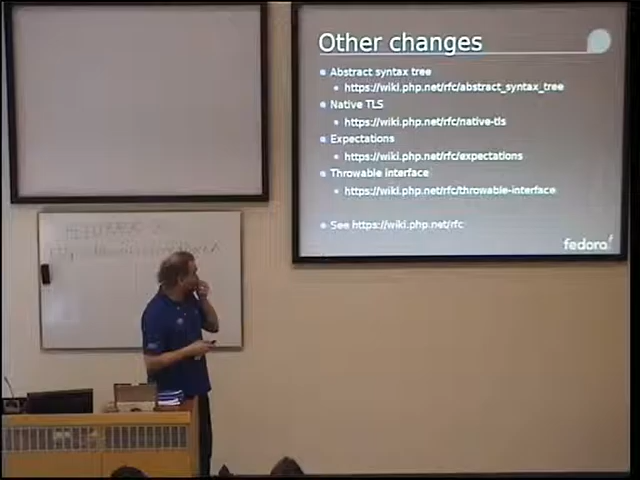 Other changes
Abstract syntax tree
https://wiki.php.net/rfc/abstract_syntax_tree
Native TLS
https://wiki.php.net/rfc/native-tls
Expectations
https://wiki.php.net/rfc/expectations
Throwable interface
https://wiki.php.net/rfc/throwable-interface
See https://wiki.php.net/rfc
fedora